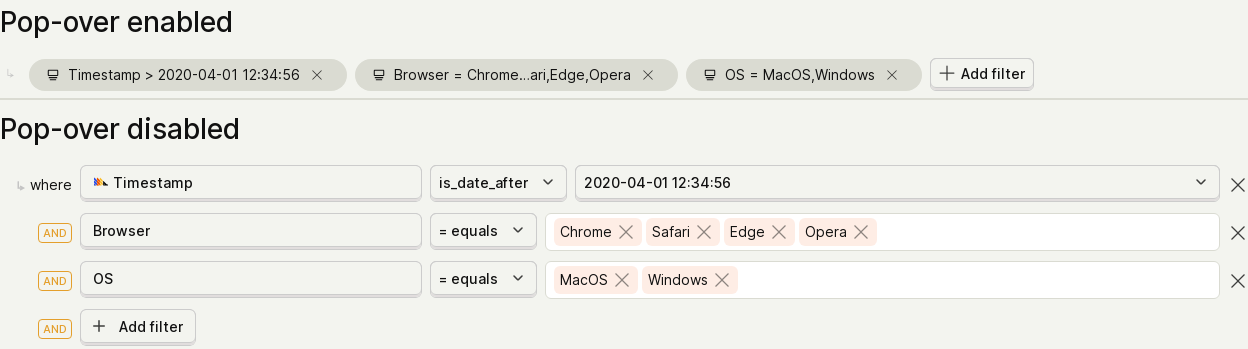 Pop-over enabled
Timestamp > 2020-04-01 12:34:56 Browser = Chrome...ari,Edge,Opera OS = MacOS,Windows Add filter
Pop-over disabled
where Timestamp is_date_after 2020-04-01 12:34:56
AND Browser = equals Chrome Safari Edge Opera
AND OS = equals MacOS Windows
AND + Add filter